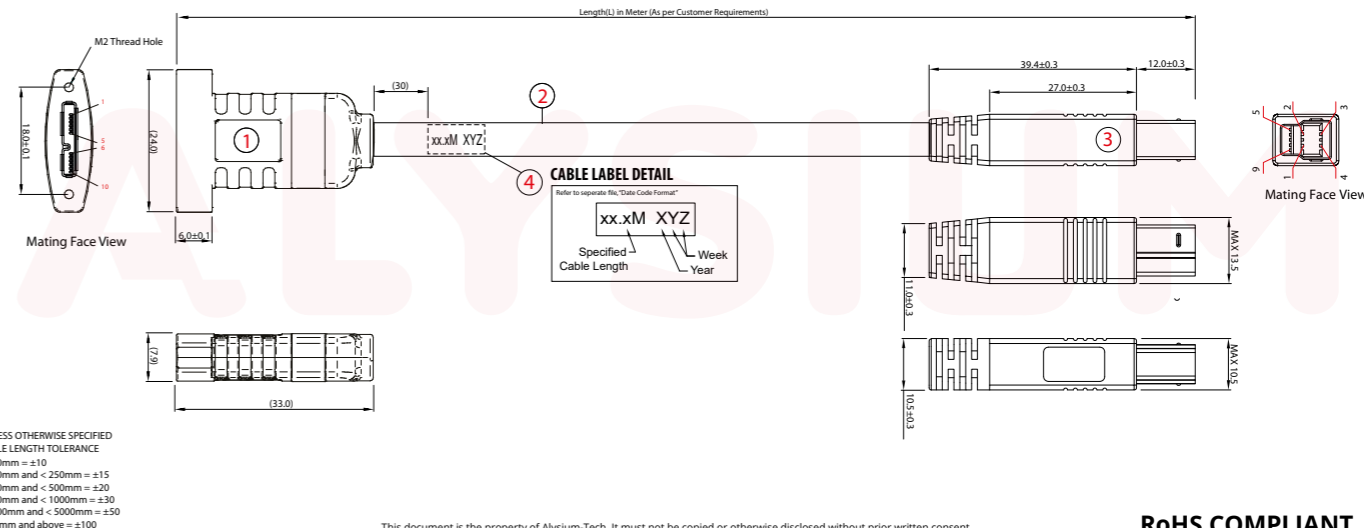 Length(L) in Meter (As per Customer Requirements)
M2 Thread Hole
18.0±0.1
1
5
6
10
Mating Face View
(24.0)
6.0±0.1
1
(30)
xx.xM XYZ
2
4
CABLE LABEL DETAIL
Refer to seperate file, "Date Code Format"
xx.xM XYZ
Specified
Cable Length
Week
Year
39.4±0.3
12.0±0.3
27.0±0.3
3
5
2
3
9
1
4
Mating Face View
ALYSIUM
11.0±0.3
MAX 13.5
(7.9)
(33.0)
10.5±0.3
MAX 10.5
ESS OTHERWISE SPECIFIED
LE LENGTH TOLERANCE
0mm = ±10
0mm and < 250mm = ±15
0mm and < 500mm = ±20
0mm and < 1000mm = ±30
00mm and < 5000mm = ±50
mm and above = ±100
This document is the property of Alysium-Tech. It must not be copied or otherwise disclosed without prior written consent
RoHS COMPLIANT